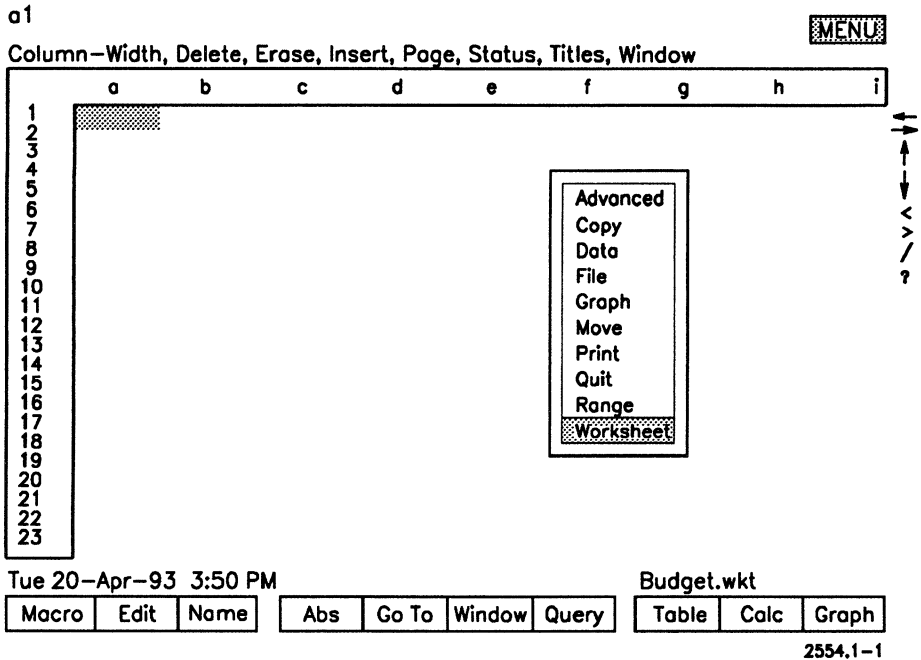 a1
MENU
Column-Width, Delete, Erase, Insert, Page, Status, Titles, Window
a b c d e f g h i
1
2
3
4
5
6
7
8
9
10
11
12
13
14
15
16
17
18
19
20
21
22
23
Advanced
Copy
Data
File
Graph
Move
Print
Quit
Range
Worksheet
←
→
↑
↓
<
>
/
?
Tue 20-Apr-93 3:50 PM Budget.wkt
Macro Edit Name Abs Go To Window Query Table Calc Graph
2554.1-1